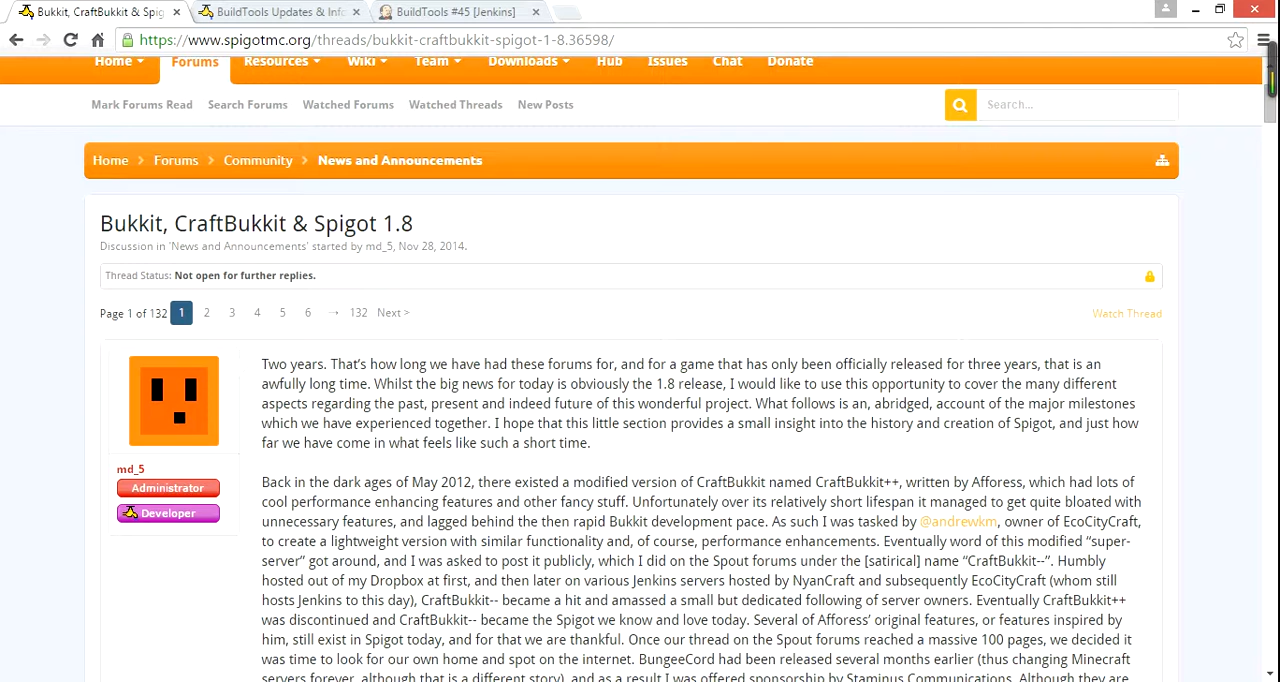 Bukkit, CraftBukkit & Spig
BuildTools Updates & Info
BuildTools #45 [Jenkins]
https://www.spigotmc.org/threads/bukkit-craftbukkit-spigot-1-8.36598/
Home Forums Resources Wiki Team Downloads Hub Issues Chat Donate
Mark Forums Read Search Forums Watched Forums Watched Threads New Posts
Search...
Home > Forums > Community > News and Announcements
Bukkit, CraftBukkit & Spigot 1.8
Discussion in 'News and Announcements' started by md_5, Nov 28, 2014.
Thread Status: Not open for further replies.
Page 1 of 132 1 2 3 4 5 6 → 132 Next >
Watch Thread
md_5
Administrator
Developer
Two years. That's how long we have had these forums for, and for a game that has only been officially released for three years, that is an
awfully long time. Whilst the big news for today is obviously the 1.8 release, I would like to use this opportunity to cover the many different
aspects regarding the past, present and indeed future of this wonderful project. What follows is an, abridged, account of the major milestones
which we have experienced together. I hope that this little section provides a small insight into the history and creation of Spigot, and just how
far we have come in what feels like such a short time.
Back in the dark ages of May 2012, there existed a modified version of CraftBukkit named CraftBukkit++, written by Afforess, which had lots of
cool performance enhancing features and other fancy stuff. Unfortunately over its relatively short lifespan it managed to get quite bloated with
unnecessary features, and lagged behind the then rapid Bukkit development pace. As such I was tasked by @andrewkm, owner of EcoCityCraft,
to create a lightweight version with similar functionality and, of course, performance enhancements. Eventually word of this modified "super-
server" got around, and I was asked to post it publicly, which I did on the Spout forums under the [satirical] name "CraftBukkit--". Humbly
hosted out of my Dropbox at first, and then later on various Jenkins servers hosted by NyanCraft and subsequently EcoCityCraft (whom still
hosts Jenkins to this day), CraftBukkit-- became a hit and amassed a small but dedicated following of server owners. Eventually CraftBukkit++
was discontinued and CraftBukkit-- became the Spigot we know and love today. Several of Afforess' original features, or features inspired by
him, still exist in Spigot today, and for that we are thankful. Once our thread on the Spout forums reached a massive 100 pages, we decided it
was time to look for our own home and spot on the internet. BungeeCord had been released several months earlier (thus changing Minecraft
servers forever, although that is a different story), and as a result I was offered sponsorship by Staminus Communications. Although they are